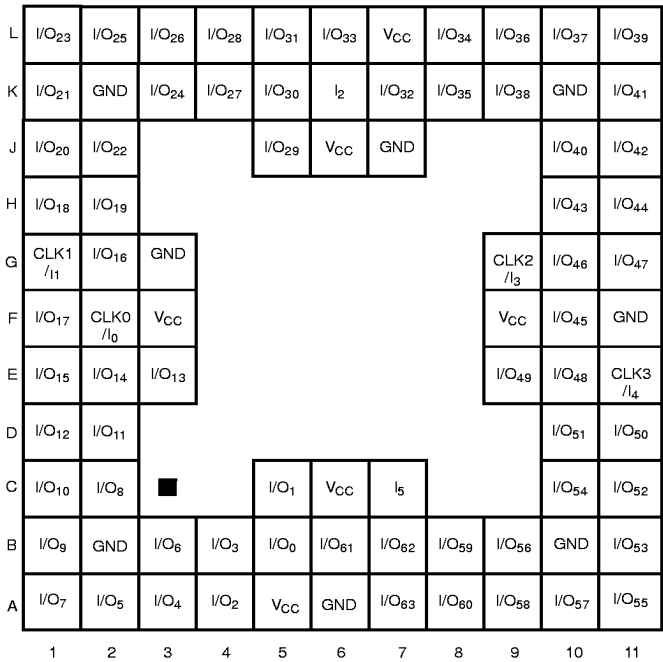 L I/O23 I/O25 I/O26 I/O28 I/O31 I/O33 VCC I/O34 I/O36 I/O37 I/O39
K I/O21 GND I/O24 I/O27 I/O30 I2 I/O32 I/O35 I/O38 GND I/O41
J I/O20 I/O22 I/O29 VCC GND I/O40 I/O42
H I/O18 I/O19 I/O43 I/O44
G CLK1 I/O16 GND CLK2 I/O46 I/O47
/I1 /I3
F I/O17 CLK0 VCC VCC I/O45 GND
/I0
E I/O15 I/O14 I/O13 I/O49 I/O48 CLK3
/I4
D I/O12 I/O11 I/O51 I/O50
C I/O10 I/O8 I/O1 VCC I5 I/O54 I/O52
B I/O9 GND I/O6 I/O3 I/O0 I/O61 I/O62 I/O59 I/O56 GND I/O53
A I/O7 I/O5 I/O4 I/O2 VCC GND I/O63 I/O60 I/O58 I/O57 I/O55
1 2 3 4 5 6 7 8 9 10 11